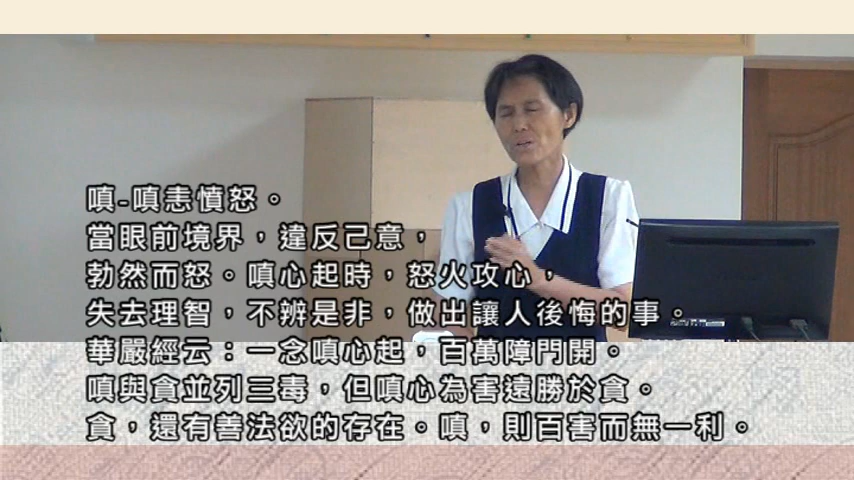 嗔-嗔恚憤怒。
當眼前境界，違反己意，
勃然而怒。嗔心起時，怒火攻心，
失去理智，不辨是非，做出讓人後悔的事。
華嚴經云：一念嗔心起，百萬障門開。
嗔與貪並列三毒，但嗔心為害遠勝於貪。
貪，還有善法欲的存在。嗔，則百害而無一利。